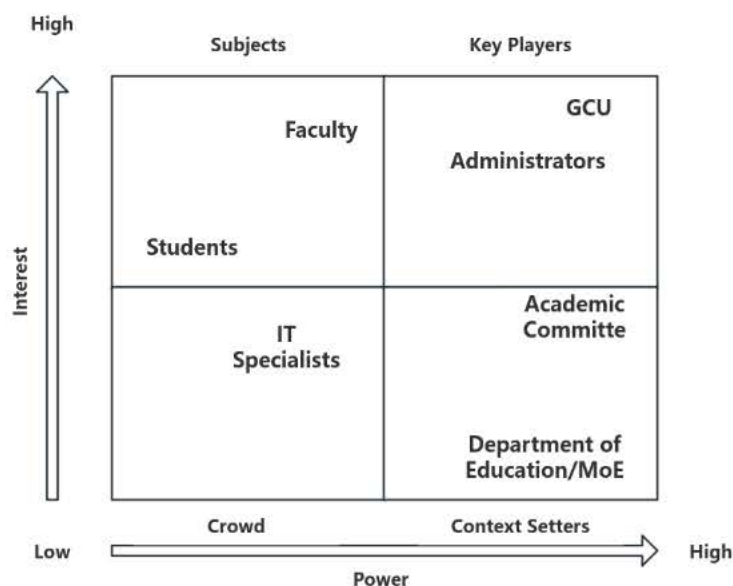 High
Subjects
Key Players
GCU
Faculty
Administrators
Students
Interest
Academic
Committe
IT
Specialists
Department of
Education/MoE
Crowd
Context Setters
Low
High
Power